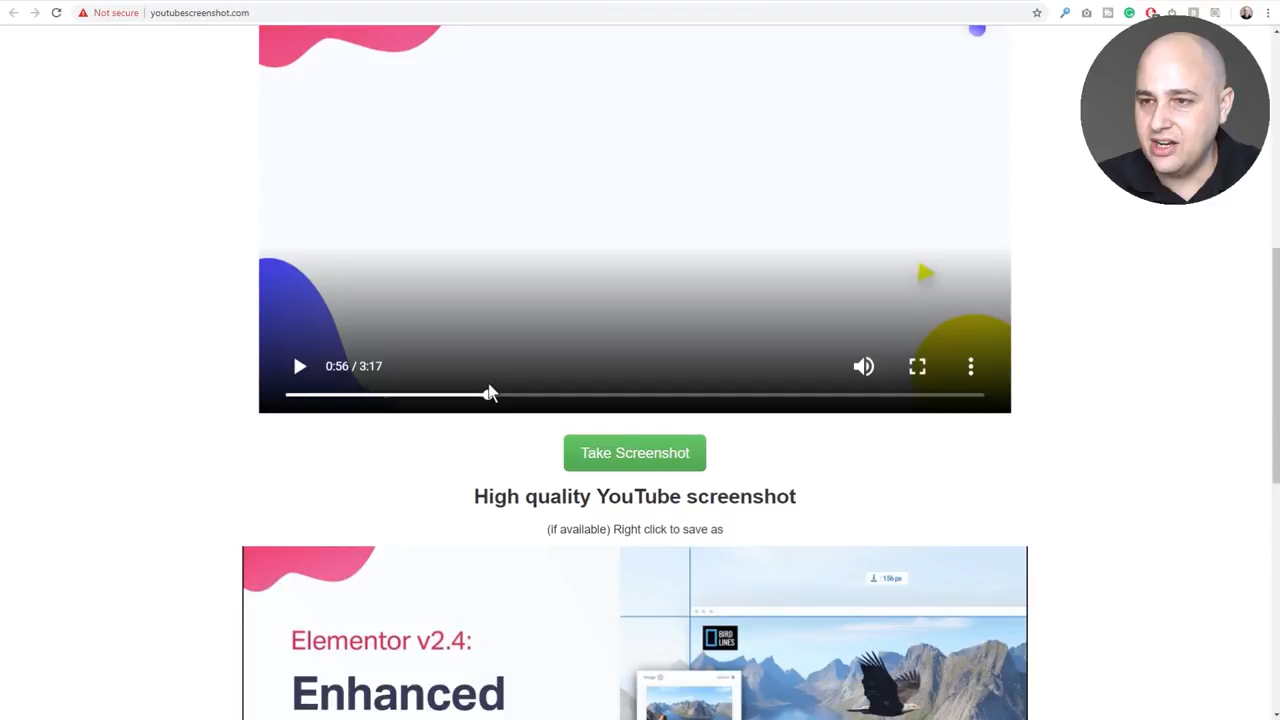 Not secure
youtubescreenshot.com
0:56 / 3:17
Take Screenshot
High quality YouTube screenshot
(if available) Right click to save as
: 156 px
BIRD
LINES
Elementor v2.4:
Enhanced
Image